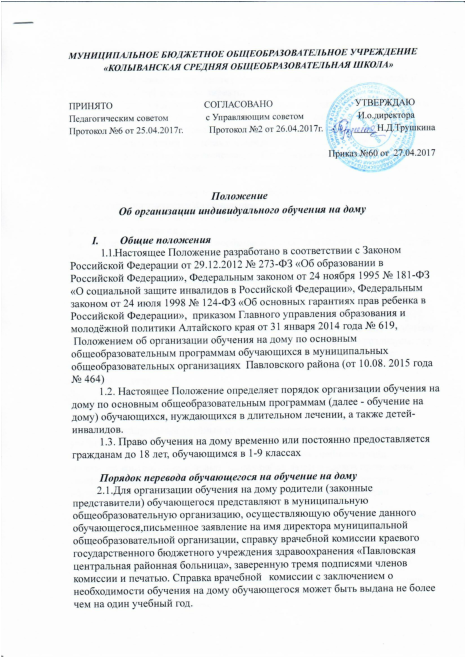 МУНИЦИПАЛЬНОЕ БЮДЖЕТНОЕ ОБЩЕОБРАЗОВАТЕЛЬНОЕ УЧРЕЖДЕНИЕ
«КОЛЫВАНСКАЯ СРЕДНЯЯ ОБЩЕОБРАЗОВАТЕЛЬНАЯ ШКОЛА»
ПРИНЯТО СОГЛАСОВАНО УТВЕРЖДАЮ
Педагогическим советом с Управляющим советом И.о.директора
Протокол №6 от 25.04.2017г. Протокол №2 от 26.04.2017г. Н.Д.Трушкина
Приказ №60 от 27.04.2017
Положение
Об организации индивидуального обучения на дому
I. Общие положения
1.1.Настоящее Положение разработано в соответствии с Законом
Российской Федерации от 29.12.2012 № 273-ФЗ «Об образовании в
Российской Федерации», Федеральным законом от 24 ноября 1995 № 181-ФЗ
«О социальной защите инвалидов в Российской Федерации», Федеральным
законом от 24 июля 1998 № 124-ФЗ «Об основных гарантиях прав ребенка в
Российской Федерации», приказом Главного управления образования и
молодёжной политики Алтайского края от 31 января 2014 года № 619,
Положением об организации обучения на дому по основным
общеобразовательным программам обучающихся в муниципальных
общеобразовательных организациях Павловского района (от 10.08. 2015 года
№ 464)
1.2. Настоящее Положение определяет порядок организации обучения на
дому по основным общеобразовательным программам (далее - обучение на
дому) обучающихся, нуждающихся в длительном лечении, а также детей-
инвалидов.
1.3. Право обучения на дому временно или постоянно предоставляется
гражданам до 18 лет, обучающимся в 1-9 классах
Порядок перевода обучающегося на обучение на дому
2.1.Для организации обучения на дому родители (законные
представители) обучающегося представляют в муниципальную
общеобразовательную организацию, осуществляющую обучение данного
обучающегося,письменное заявление на имя директора муниципальной
общеобразовательной организации, справку врачебной комиссии краевого
государственного бюджетного учреждения здравоохранения «Павловская
центральная районная больница», заверенную тремя подписями членов
комиссии и печатью. Справка врачебной комиссии с заключением о
необходимости обучения на дому обучающегося может быть выдана не более
чем на один учебный год.